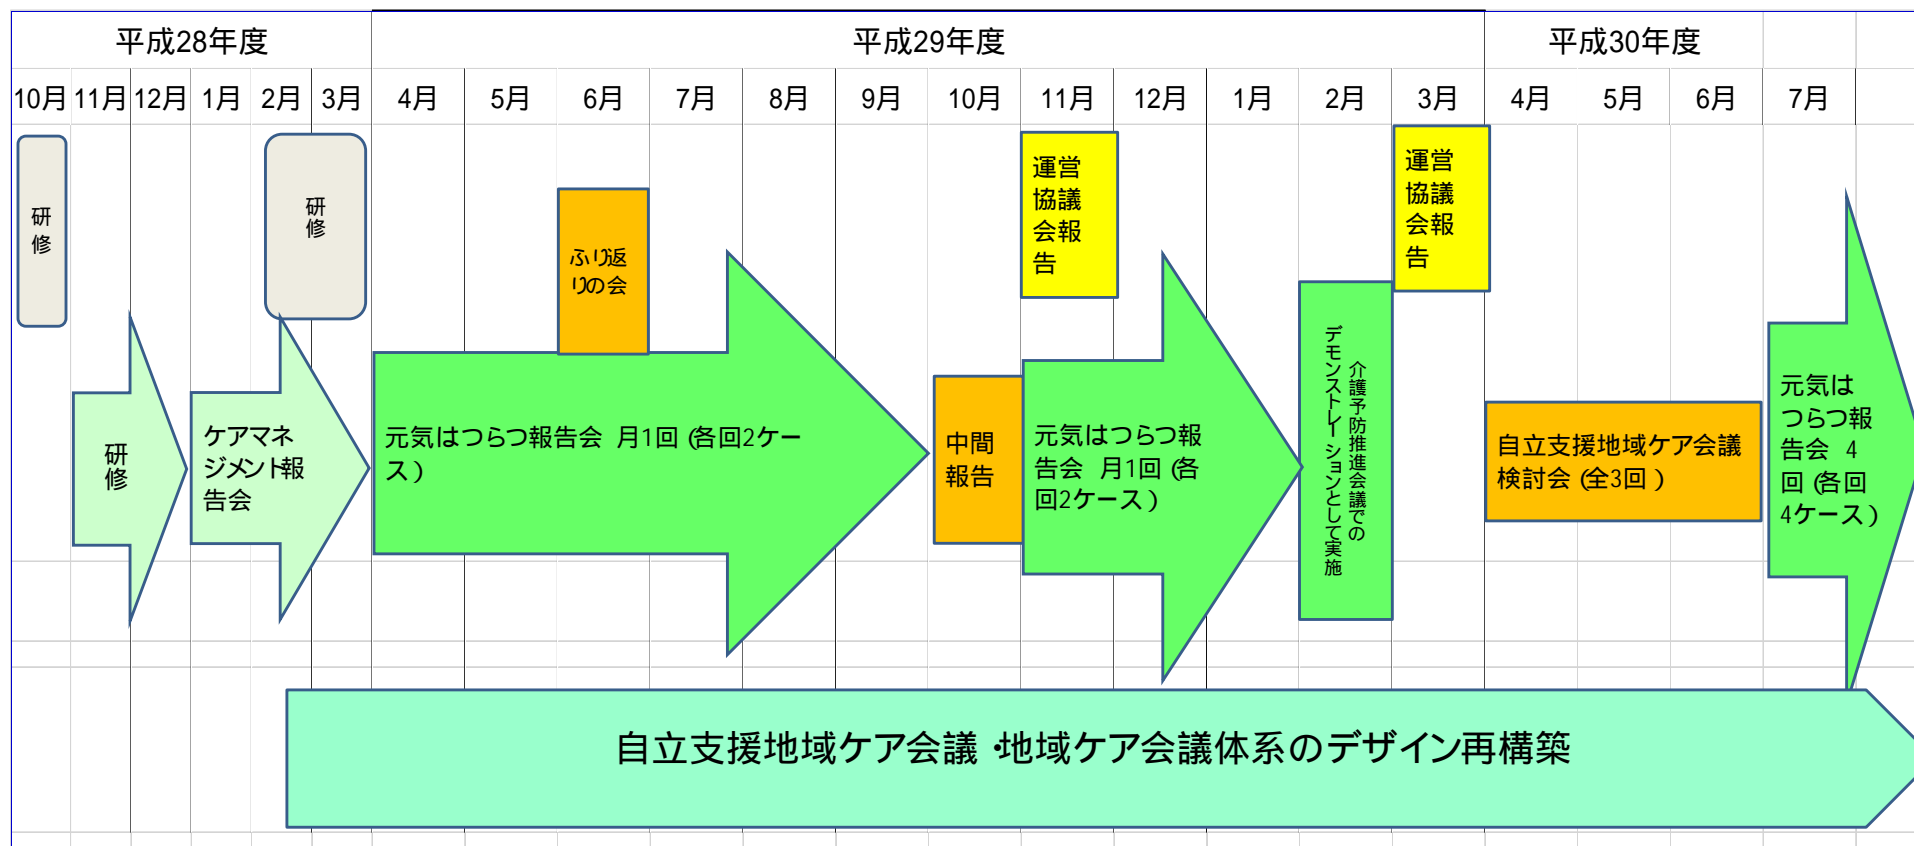 平成28年度
平成29年度
平成30年度
10月 11月 12月 1月 2月 3月 4月 5月 6月 7月 8月 9月 10月 11月 12月 1月 2月 3月 4月 5月 6月 7月
研修
研修
研修
ケアマネ
ジメント報
告会
元気はつらつ報告会 月1回(各回2ケー
ス)
ふり返
りの会
中間
報告
運営
協議
会報
告
元気はつらつ報
告会 月1回(各
回2ケース)
介護予防推進会議での
デモンストレーションとして実施
運営
協議
会報
告
自立支援地域ケア会議
検討会(全3回)
元気は
つらつ報
告会 4
回(各回
4ケース)
自立支援地域ケア会議・地域ケア会議体系のデザイン再構築